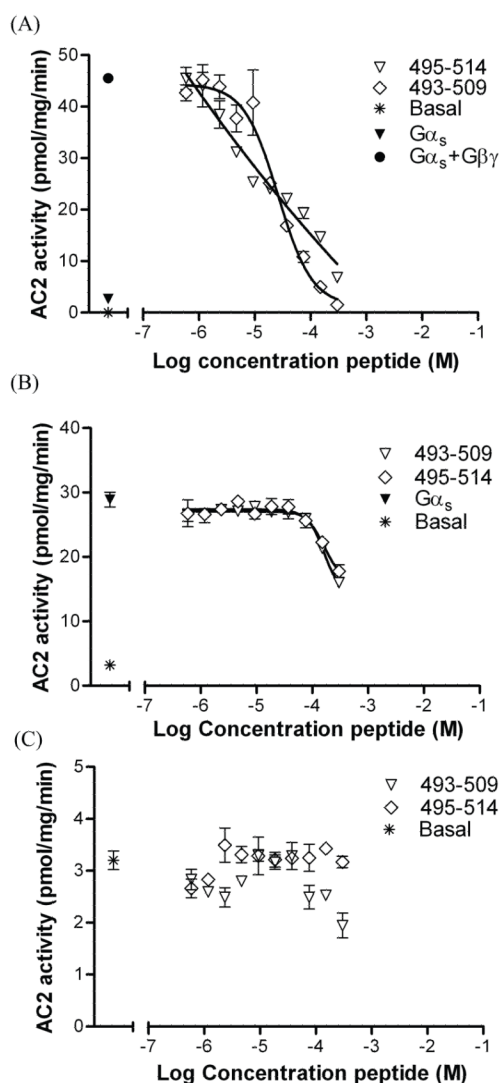 (A)
AC2 activity (pmol/mg/min)
50
40
30
20
10
0
495-514
493-509
Basal
Gαs
Gαs+Gβγ
-7 -6 -5 -4 -3 -2 -1
Log concentration peptide (M)
(B)
AC2 activity (pmol/mg/min)
40
30
20
10
0
493-509
495-514
Gαs
Basal
-7 -6 -5 -4 -3 -2 -1
Log Concentration peptide (M)
(C)
AC2 activity (pmol/mg/min)
5
4
3
2
1
0
493-509
495-514
Basal
-7 -6 -5 -4 -3 -2 -1
Log Concentration peptide (M)